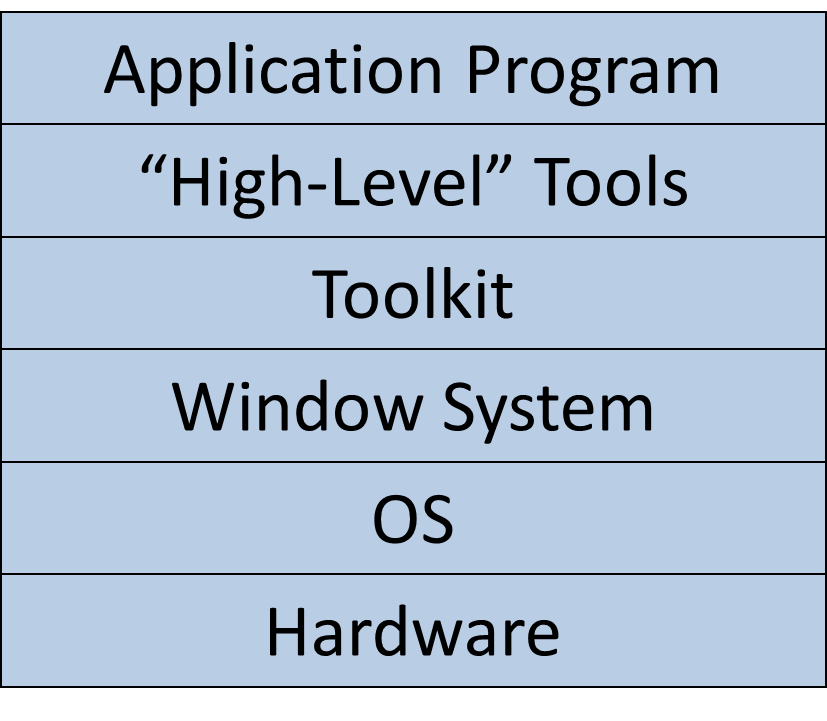 Application Program
“High-Level” Tools
Toolkit
Window System
OS
Hardware